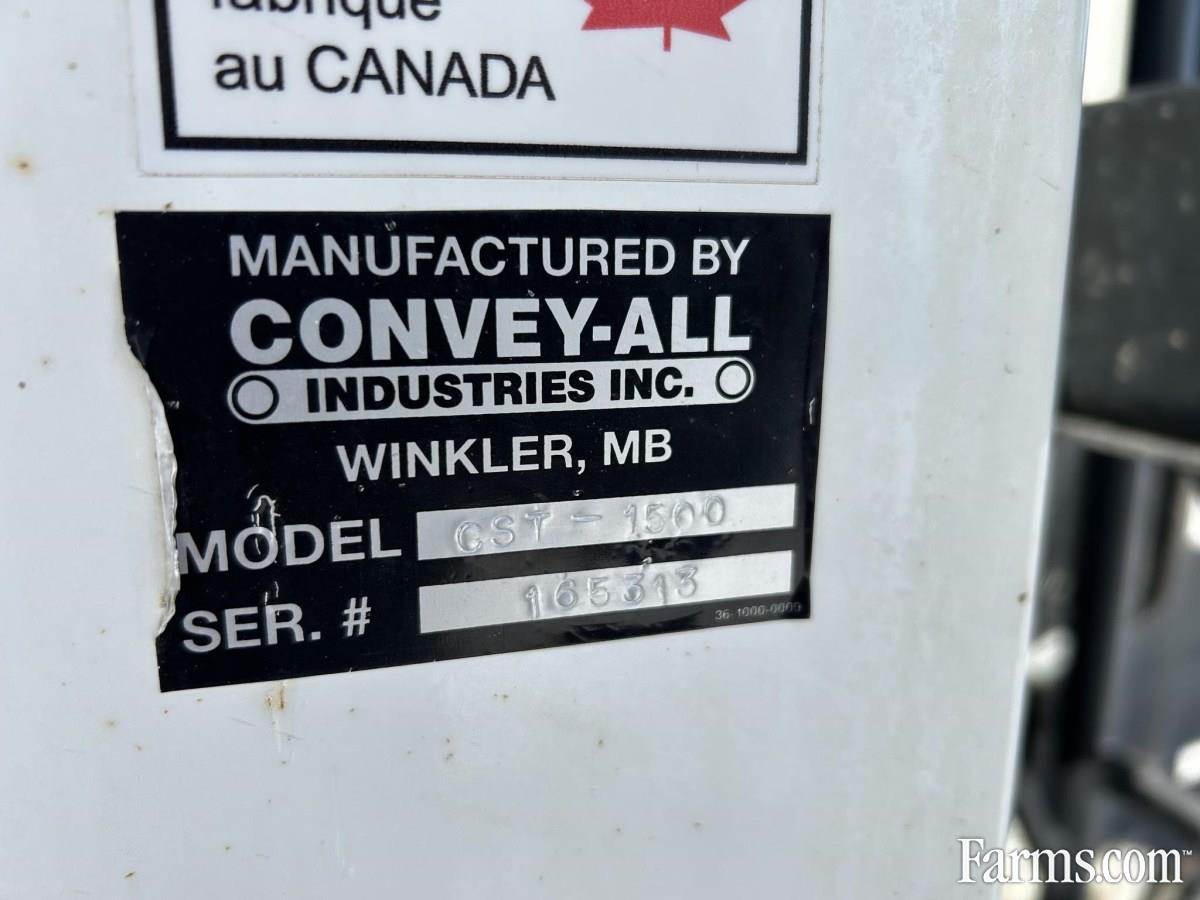 fabriqué
au CANADA
MANUFACTURED BY
CONVEY-ALL
INDUSTRIES INC.
WINKLER, MB
MODEL CST-1500
SER. # 165313
36-1000-0009
Farms.com™